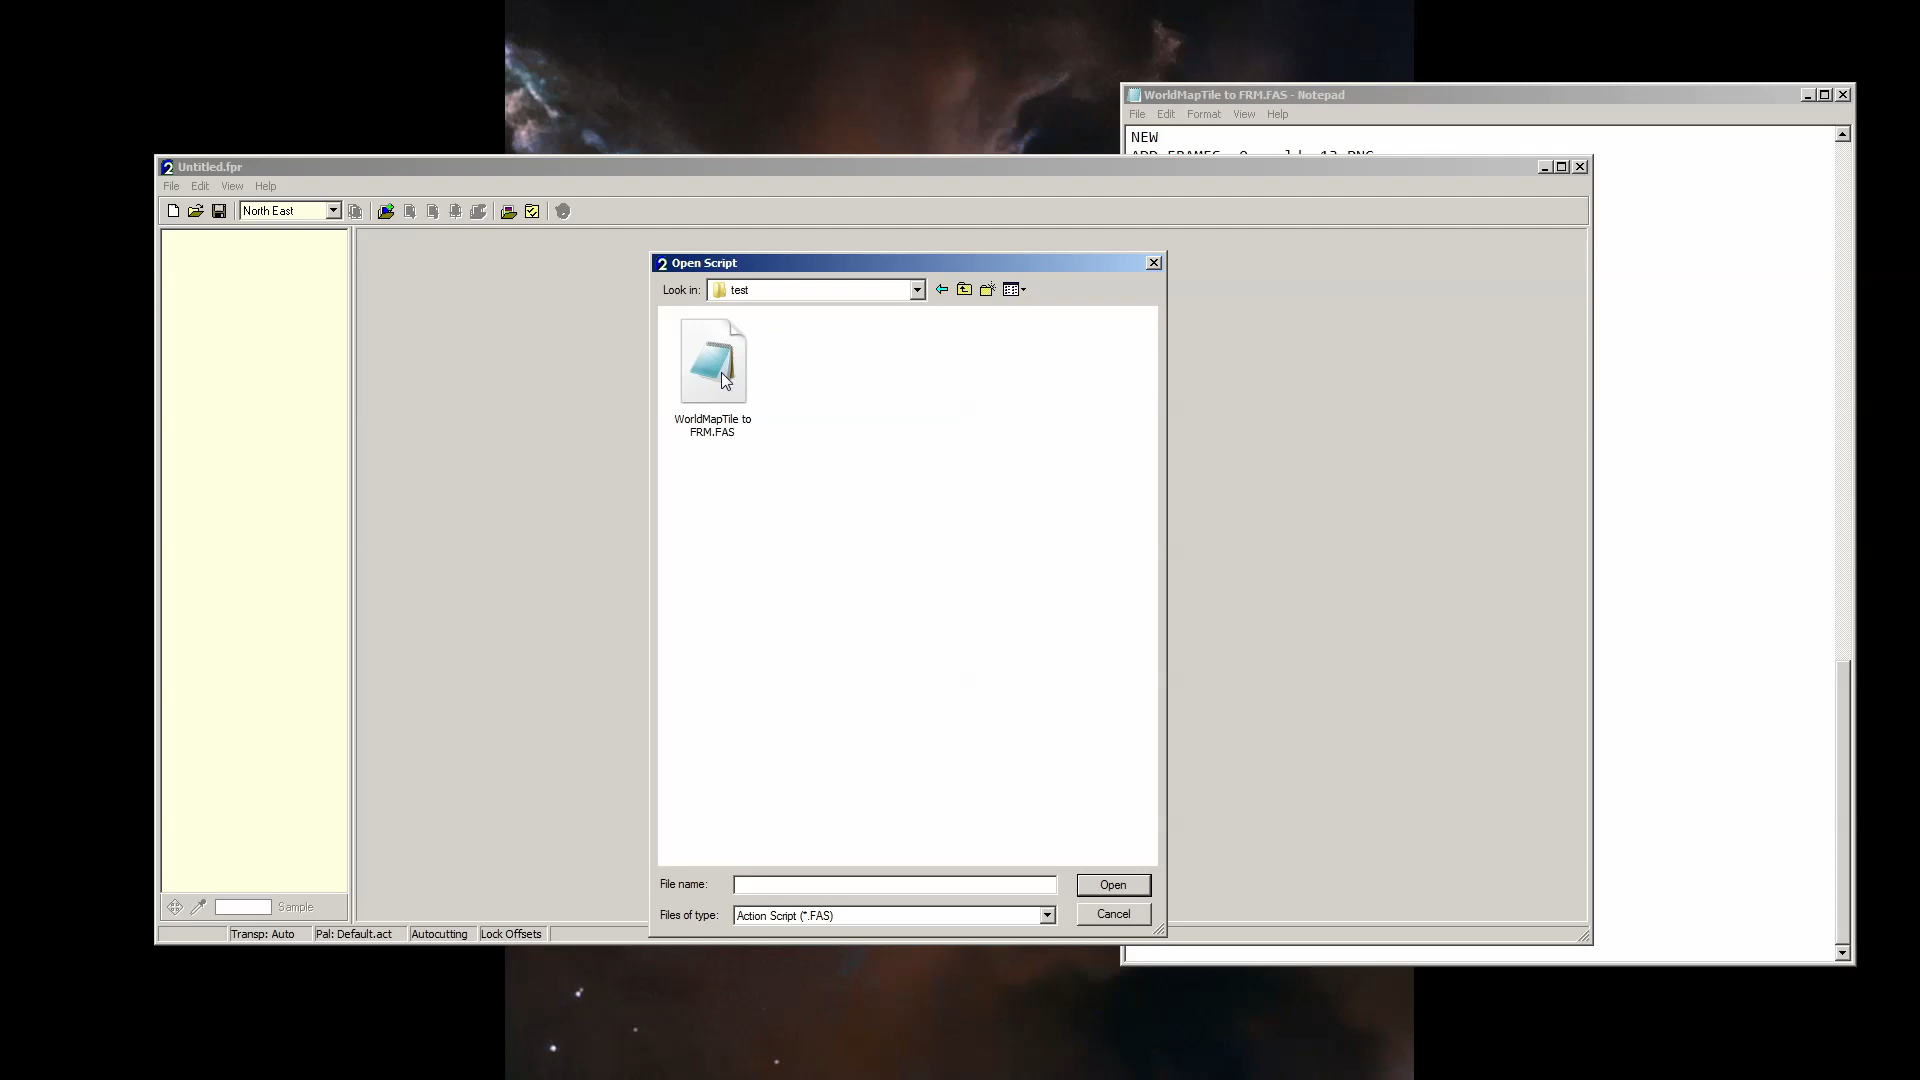 WorldMapTile to FRM.FAS - Notepad
File Edit Format View Help
NEW
Untitled.fpr
File Edit View Help
North East
Open Script
Look in: test
WorldMapTile to
FRM.FAS
File name:
Open
Files of type: Action Script (*.FAS)
Cancel
Sample
Transp: Auto Pal: Default.act Autocutting Lock Offsets